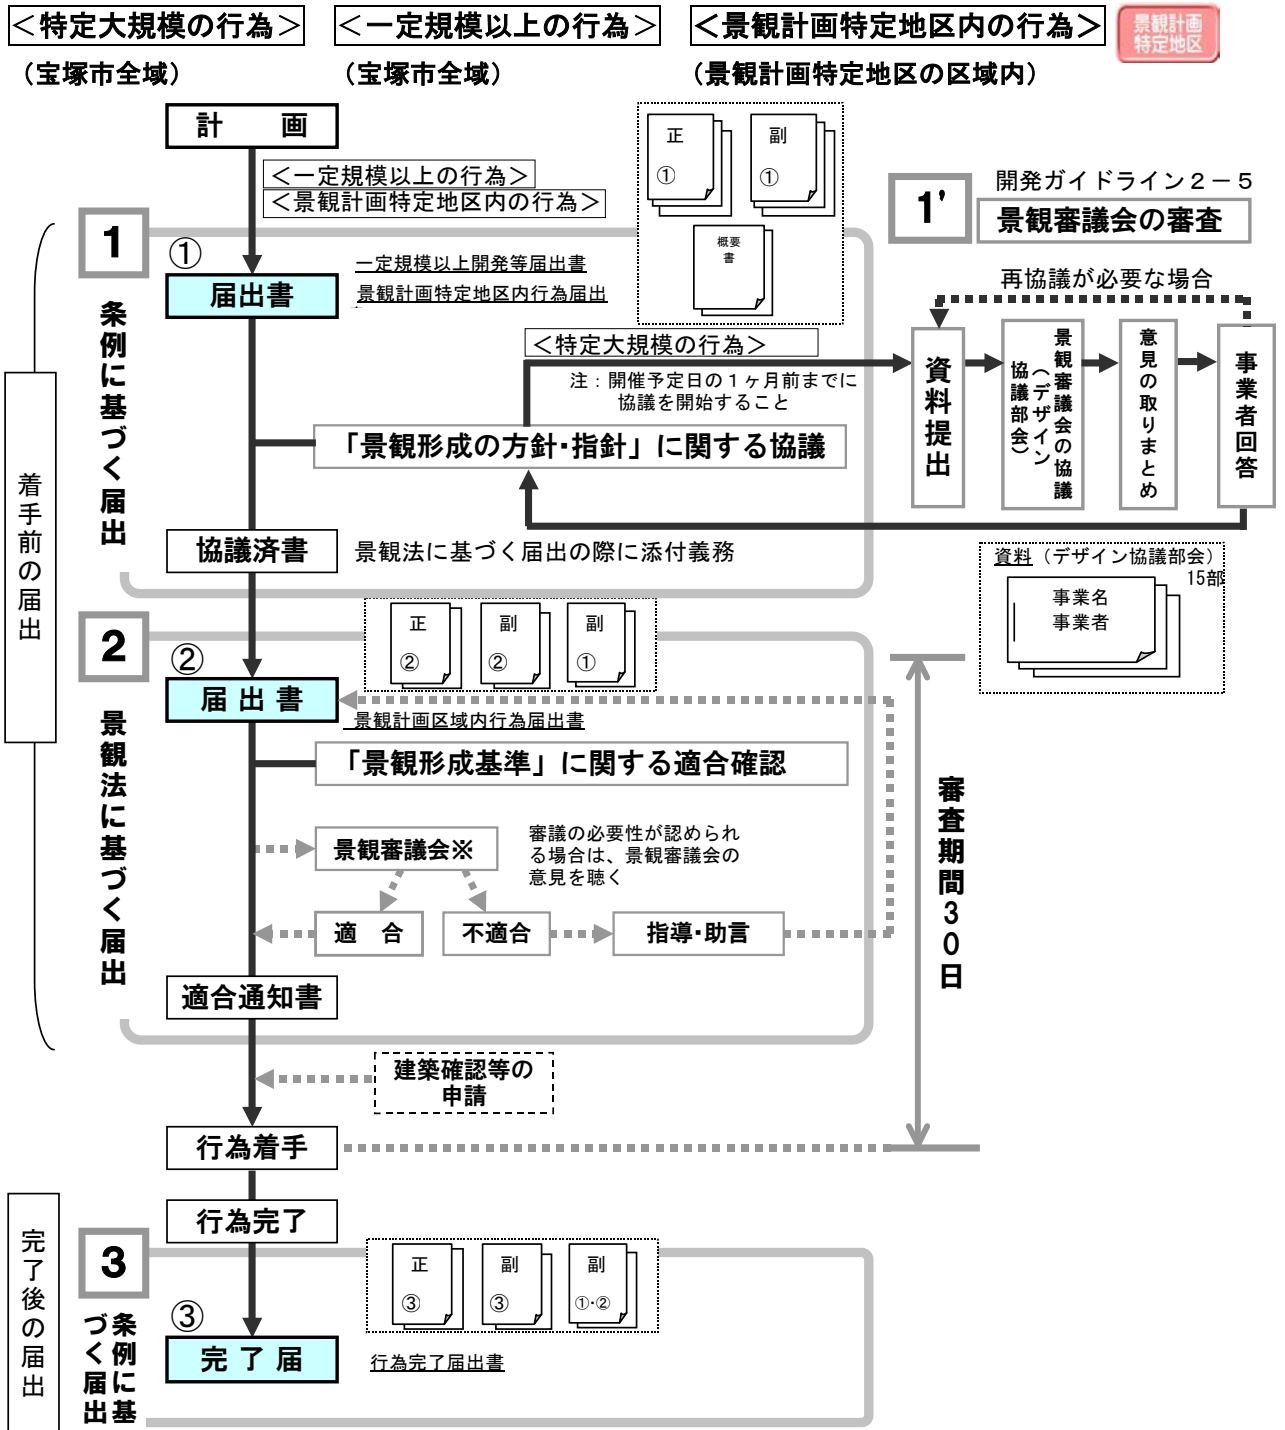 ＜特定大規模の行為＞
＜一定規模以上の行為＞
＜景観計画特定地区内の行為＞
景観計画
特定地区
（宝塚市全域）
（宝塚市全域）
（景観計画特定地区の区域内）
計　画
＜一定規模以上の行為＞
＜景観計画特定地区内の行為＞
正
①
副
①
概要
書
1'
開発ガイドライン２－５
景観審議会の審査
再協議が必要な場合
着手前の届出
1
条例に基づく届出
①
届出書
一定規模以上開発等届出書
景観計画特定地区内行為届出
＜特定大規模の行為＞
注：開催予定日の１ヶ月前までに
協議を開始すること
「景観形成の方針・指針」に関する協議
資料提出
景観審議会の協議
（デザイン
協議部会）
意見の取りまとめ
事業者回答
協議済書
景観法に基づく届出の際に添付義務
資料（デザイン協議部会）
15部
事業名
事業者
2
景観法に基づく届出
②
届出書
正
②
副
②
副
①
景観計画区域内行為届出書
「景観形成基準」に関する適合確認
景観審議会※
審議の必要性が認められ
る場合は、景観審議会の
意見を聴く
適　合
不適合
指導・助言
適合通知書
審査期間３０日
建築確認等の
申請
行為着手
行為完了
完了後の届出
3
条例に基
づく届出
③
完了届
正
③
副
③
副
①・②
行為完了届出書